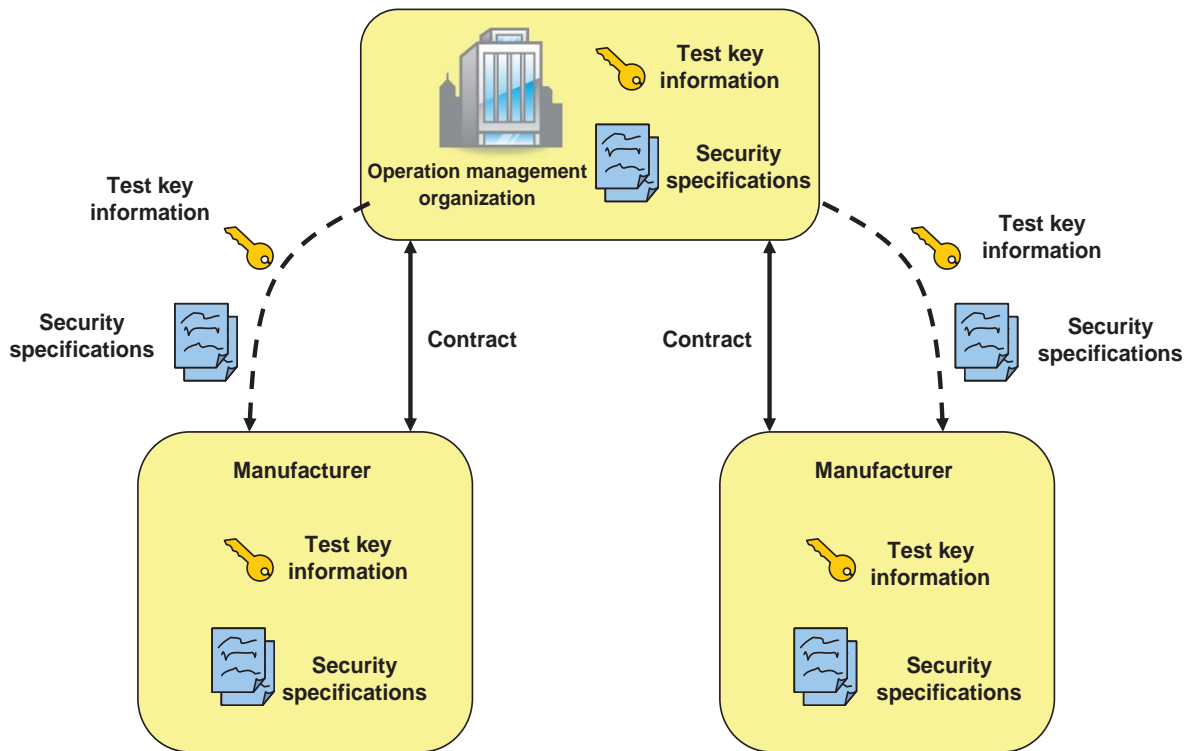 Test key
information
Security
specifications
Operation management
organization
Test key
information
Security
specifications
Test key
information
Security
specifications
Contract
Contract
Manufacturer
Test key
information
Security
specifications
Manufacturer
Test key
information
Security
specifications